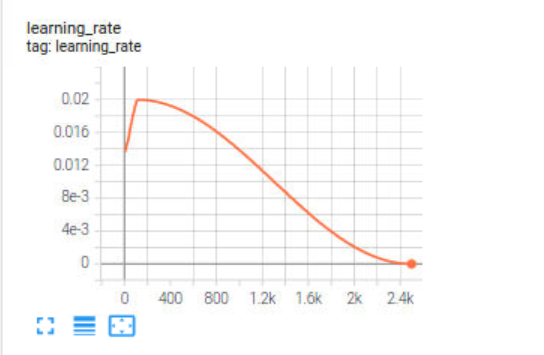 learning_rate
tag: learning_rate
0.02
0.016
0.012
8e-3
4e-3
0
0 400 800 1.2k 1.6k 2k 2.4k